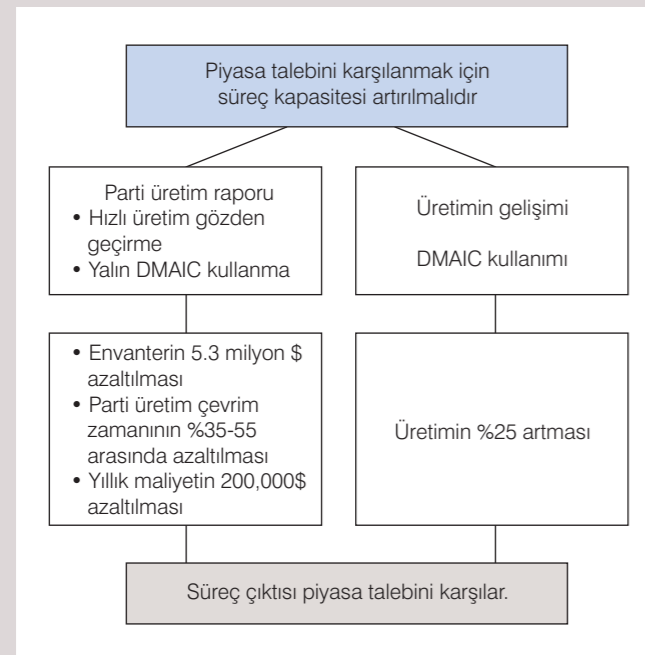 Piyasa talebini karşılanmak için
süreç kapasitesi artırılmalıdır
Parti üretim raporu
• Hızlı üretim gözden
geçirme
• Yalın DMAIC kullanma
Üretimin gelişimi
DMAIC kullanımı
• Envanterin 5.3 milyon $
azaltılması
• Parti üretim çevrim
zamanının %35-55
arasında azaltılması
• Yıllık maliyetin 200,000$
azaltılması
Üretimin %25 artması
Süreç çıktısı piyasa talebini karşılar.